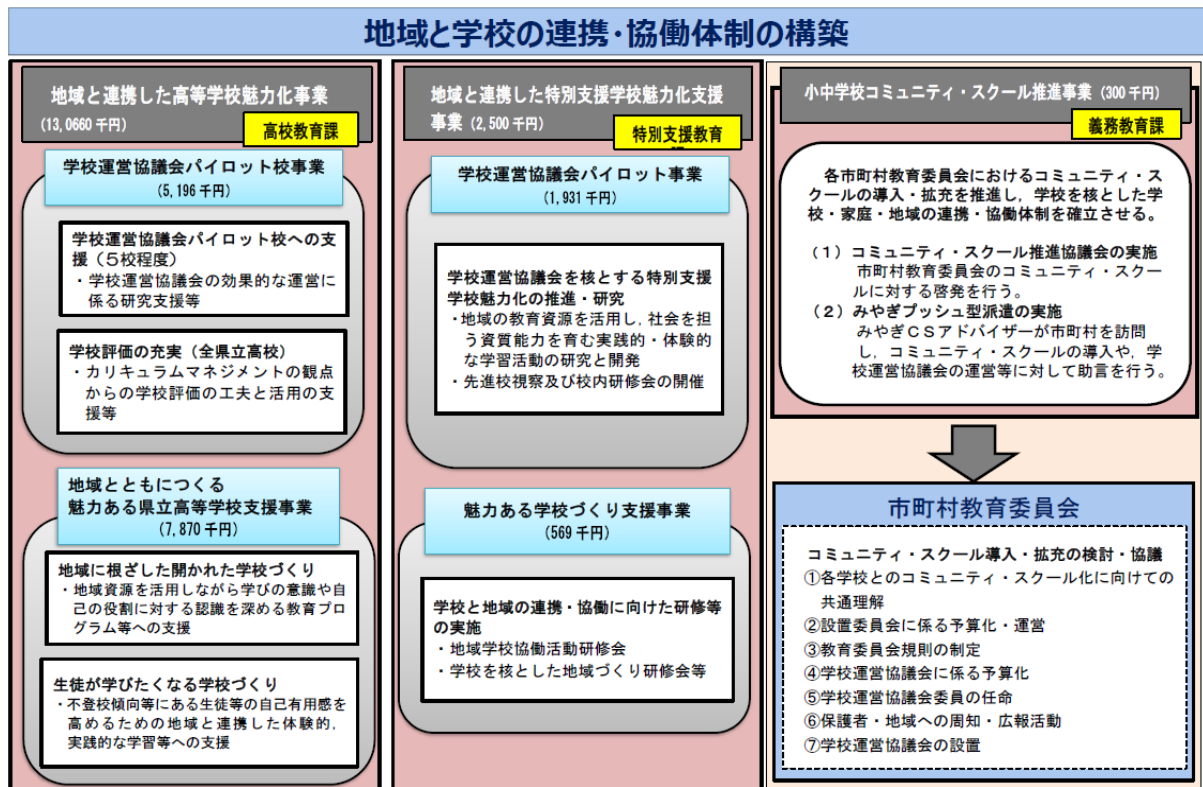 地域と学校の連携・協働体制の構築
地域と連携した高等学校魅力化事業
(13,0660 千円)
高校教育課
学校運営協議会パイロット校事業
(5,196 千円)
学校運営協議会パイロット校への支
援(5校程度)
・学校運営協議会の効果的な運営に
係る研究支援等
学校評価の充実(全県立高校)
・カリキュラムマネジメントの観点
からの学校評価の工夫と活用の支
援等
地域とともにつくる
魅力ある県立高等学校支援事業
(7,870 千円)
地域に根ざした開かれた学校づくり
・地域資源を活用しながら学びの意識や自
己の役割に対する認識を深める教育プロ
グラム等への支援
生徒が学びたくなる学校づくり
・不登校傾向等にある生徒等の自己有用感を
高めるための地域と連携した体験的,
実践的な学習等への支援
地域と連携した特別支援学校魅力化支援
事業(2,500 千円)
特別支援教育
学校運営協議会パイロット事業
(1,931 千円)
学校運営協議会を核とする特別支援
学校魅力化の推進・研究
・地域の教育資源を活用し,社会を担
う資質能力を育む実践的・体験的
な学習活動の研究と開発
・先進校視察及び校内研修会の開催
魅力ある学校づくり支援事業
(569 千円)
学校と地域の連携・協働に向けた研修等
の実施
・地域学校協働活動研修会
・学校を核とした地域づくり研修会等
小中学校コミュニティ・スクール推進事業(300 千円)
義務教育課
各市町村教育委員会におけるコミュニティ・ス
クールの導入・拡充を推進し,学校を核とした学
校・家庭・地域の連携・協働体制を確立させる。
(1)コミュニティ・スクール推進協議会の実施
市町村教育委員会のコミュニティ・スクー
ルに対する啓発を行う。
(2)みやぎプッシュ型派遣の実施
みやぎCSアドバイザーが市町村を訪問
し,コミュニティ・スクールの導入や,学
校運営協議会の運営等に対して助言を行う。
市町村教育委員会
コミュニティ・スクール導入・拡充の検討・協議
①各学校とのコミュニティ・スクール化に向けての
共通理解
②設置委員会に係る予算化・運営
③教育委員会規則の制定
④学校運営協議会に係る予算化
⑤学校運営協議会委員の任命
⑥保護者・地域への周知・広報活動
⑦学校運営協議会の設置